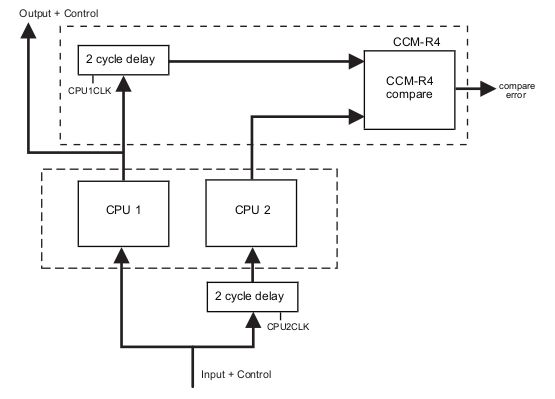 Output + Control
CCM-R4
2 cycle delay
CPU1CLK
CCM-R4
compare
compare
error
CPU 1
CPU 2
2 cycle delay
CPU2CLK
Input + Control